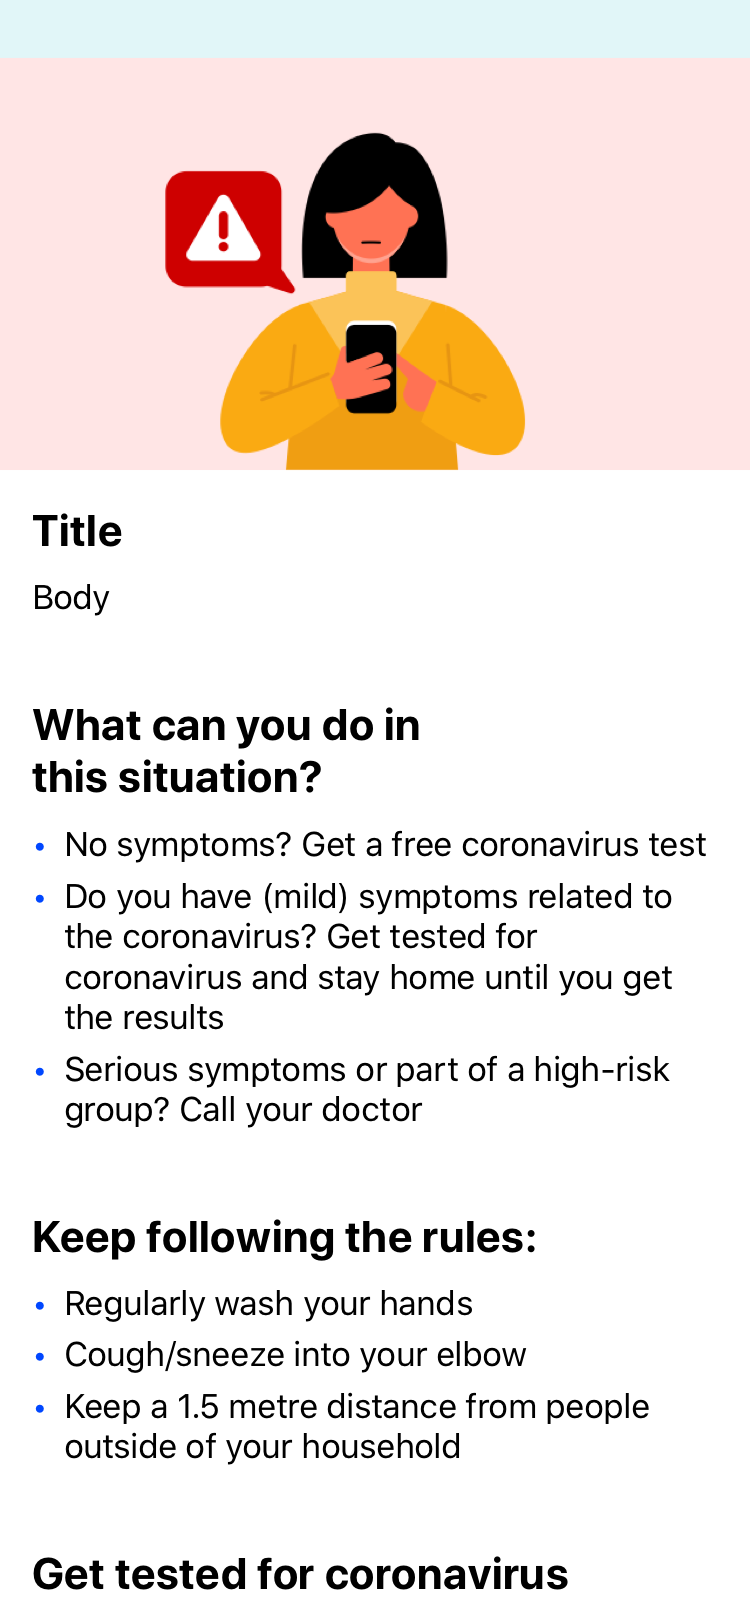 Title
Body
What can you do in
this situation?
• No symptoms? Get a free coronavirus test
• Do you have (mild) symptoms related to
the coronavirus? Get tested for
coronavirus and stay home until you get
the results
• Serious symptoms or part of a high-risk
group? Call your doctor
Keep following the rules:
• Regularly wash your hands
• Cough/sneeze into your elbow
• Keep a 1.5 metre distance from people
outside of your household
Get tested for coronavirus